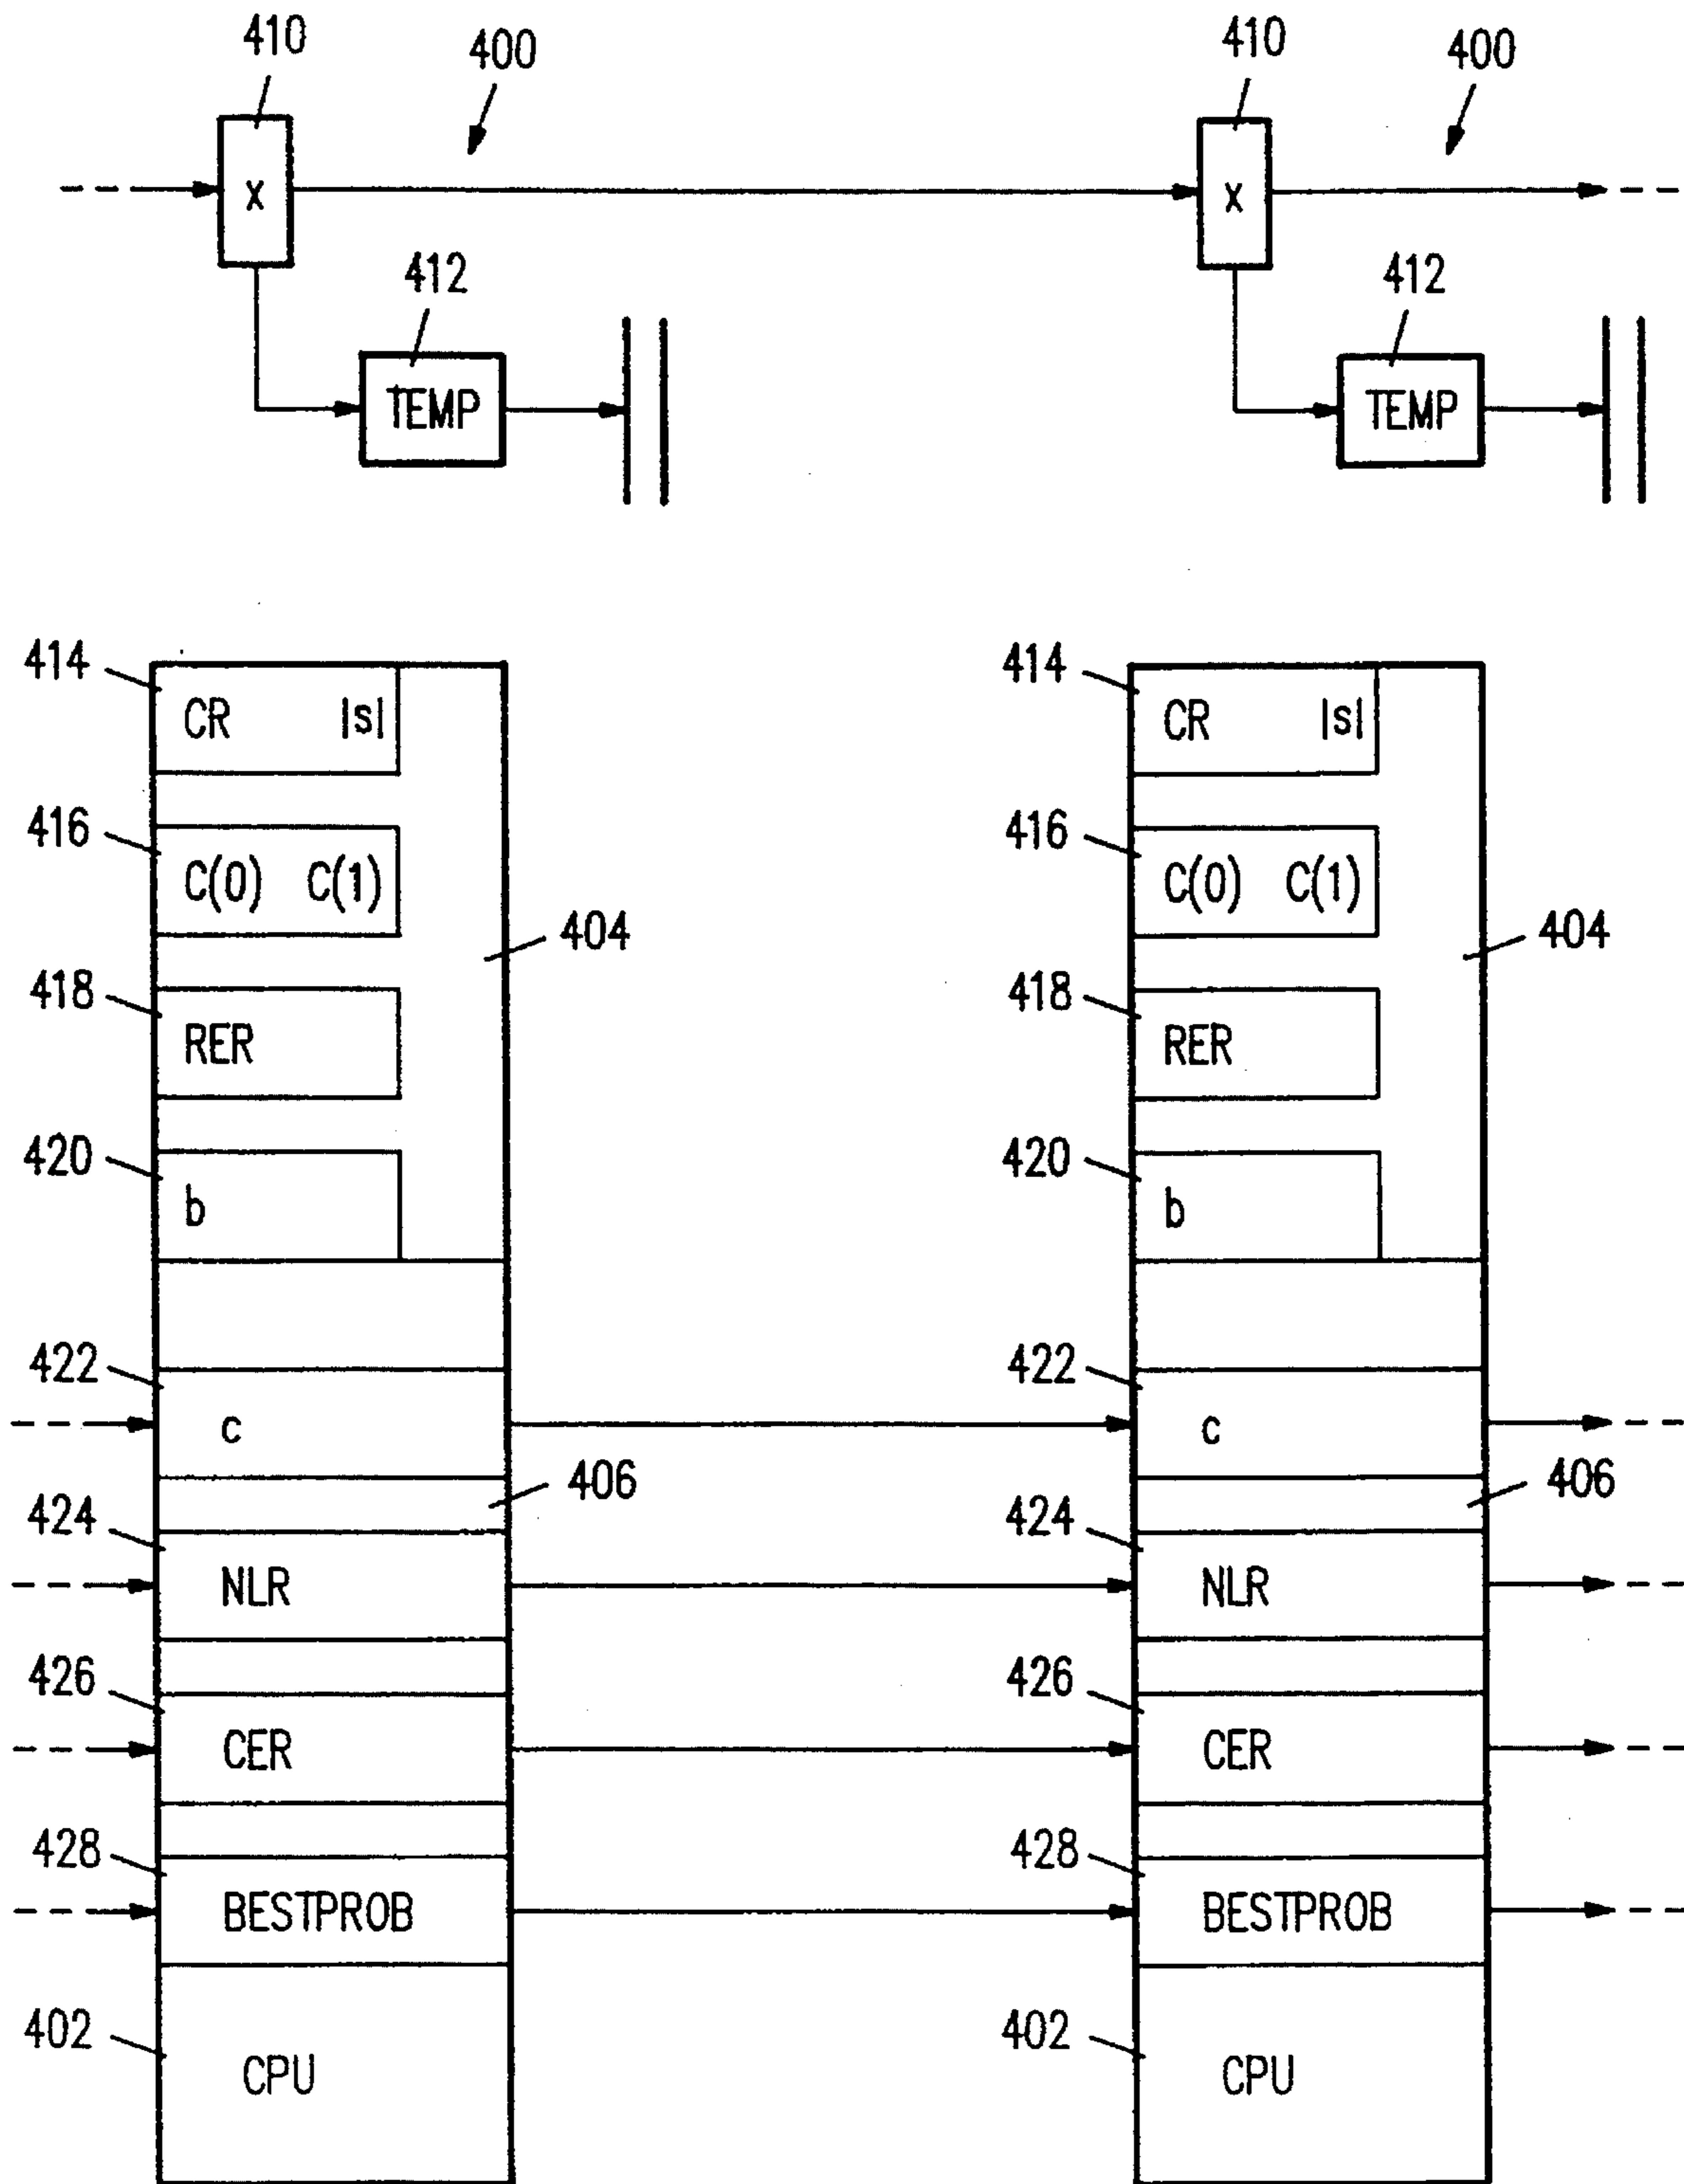 410 400 410 400
X X
412 412
TEMP TEMP
414 CR |s| 414 CR |s|
416 C(0) C(1) 416 C(0) C(1)
404 404
418 RER 418 RER
420 b 420 b
422 c 422 c
406 406
424 NLR 424 NLR
426 CER 426 CER
428 BESTPROB 428 BESTPROB
402 CPU 402 CPU